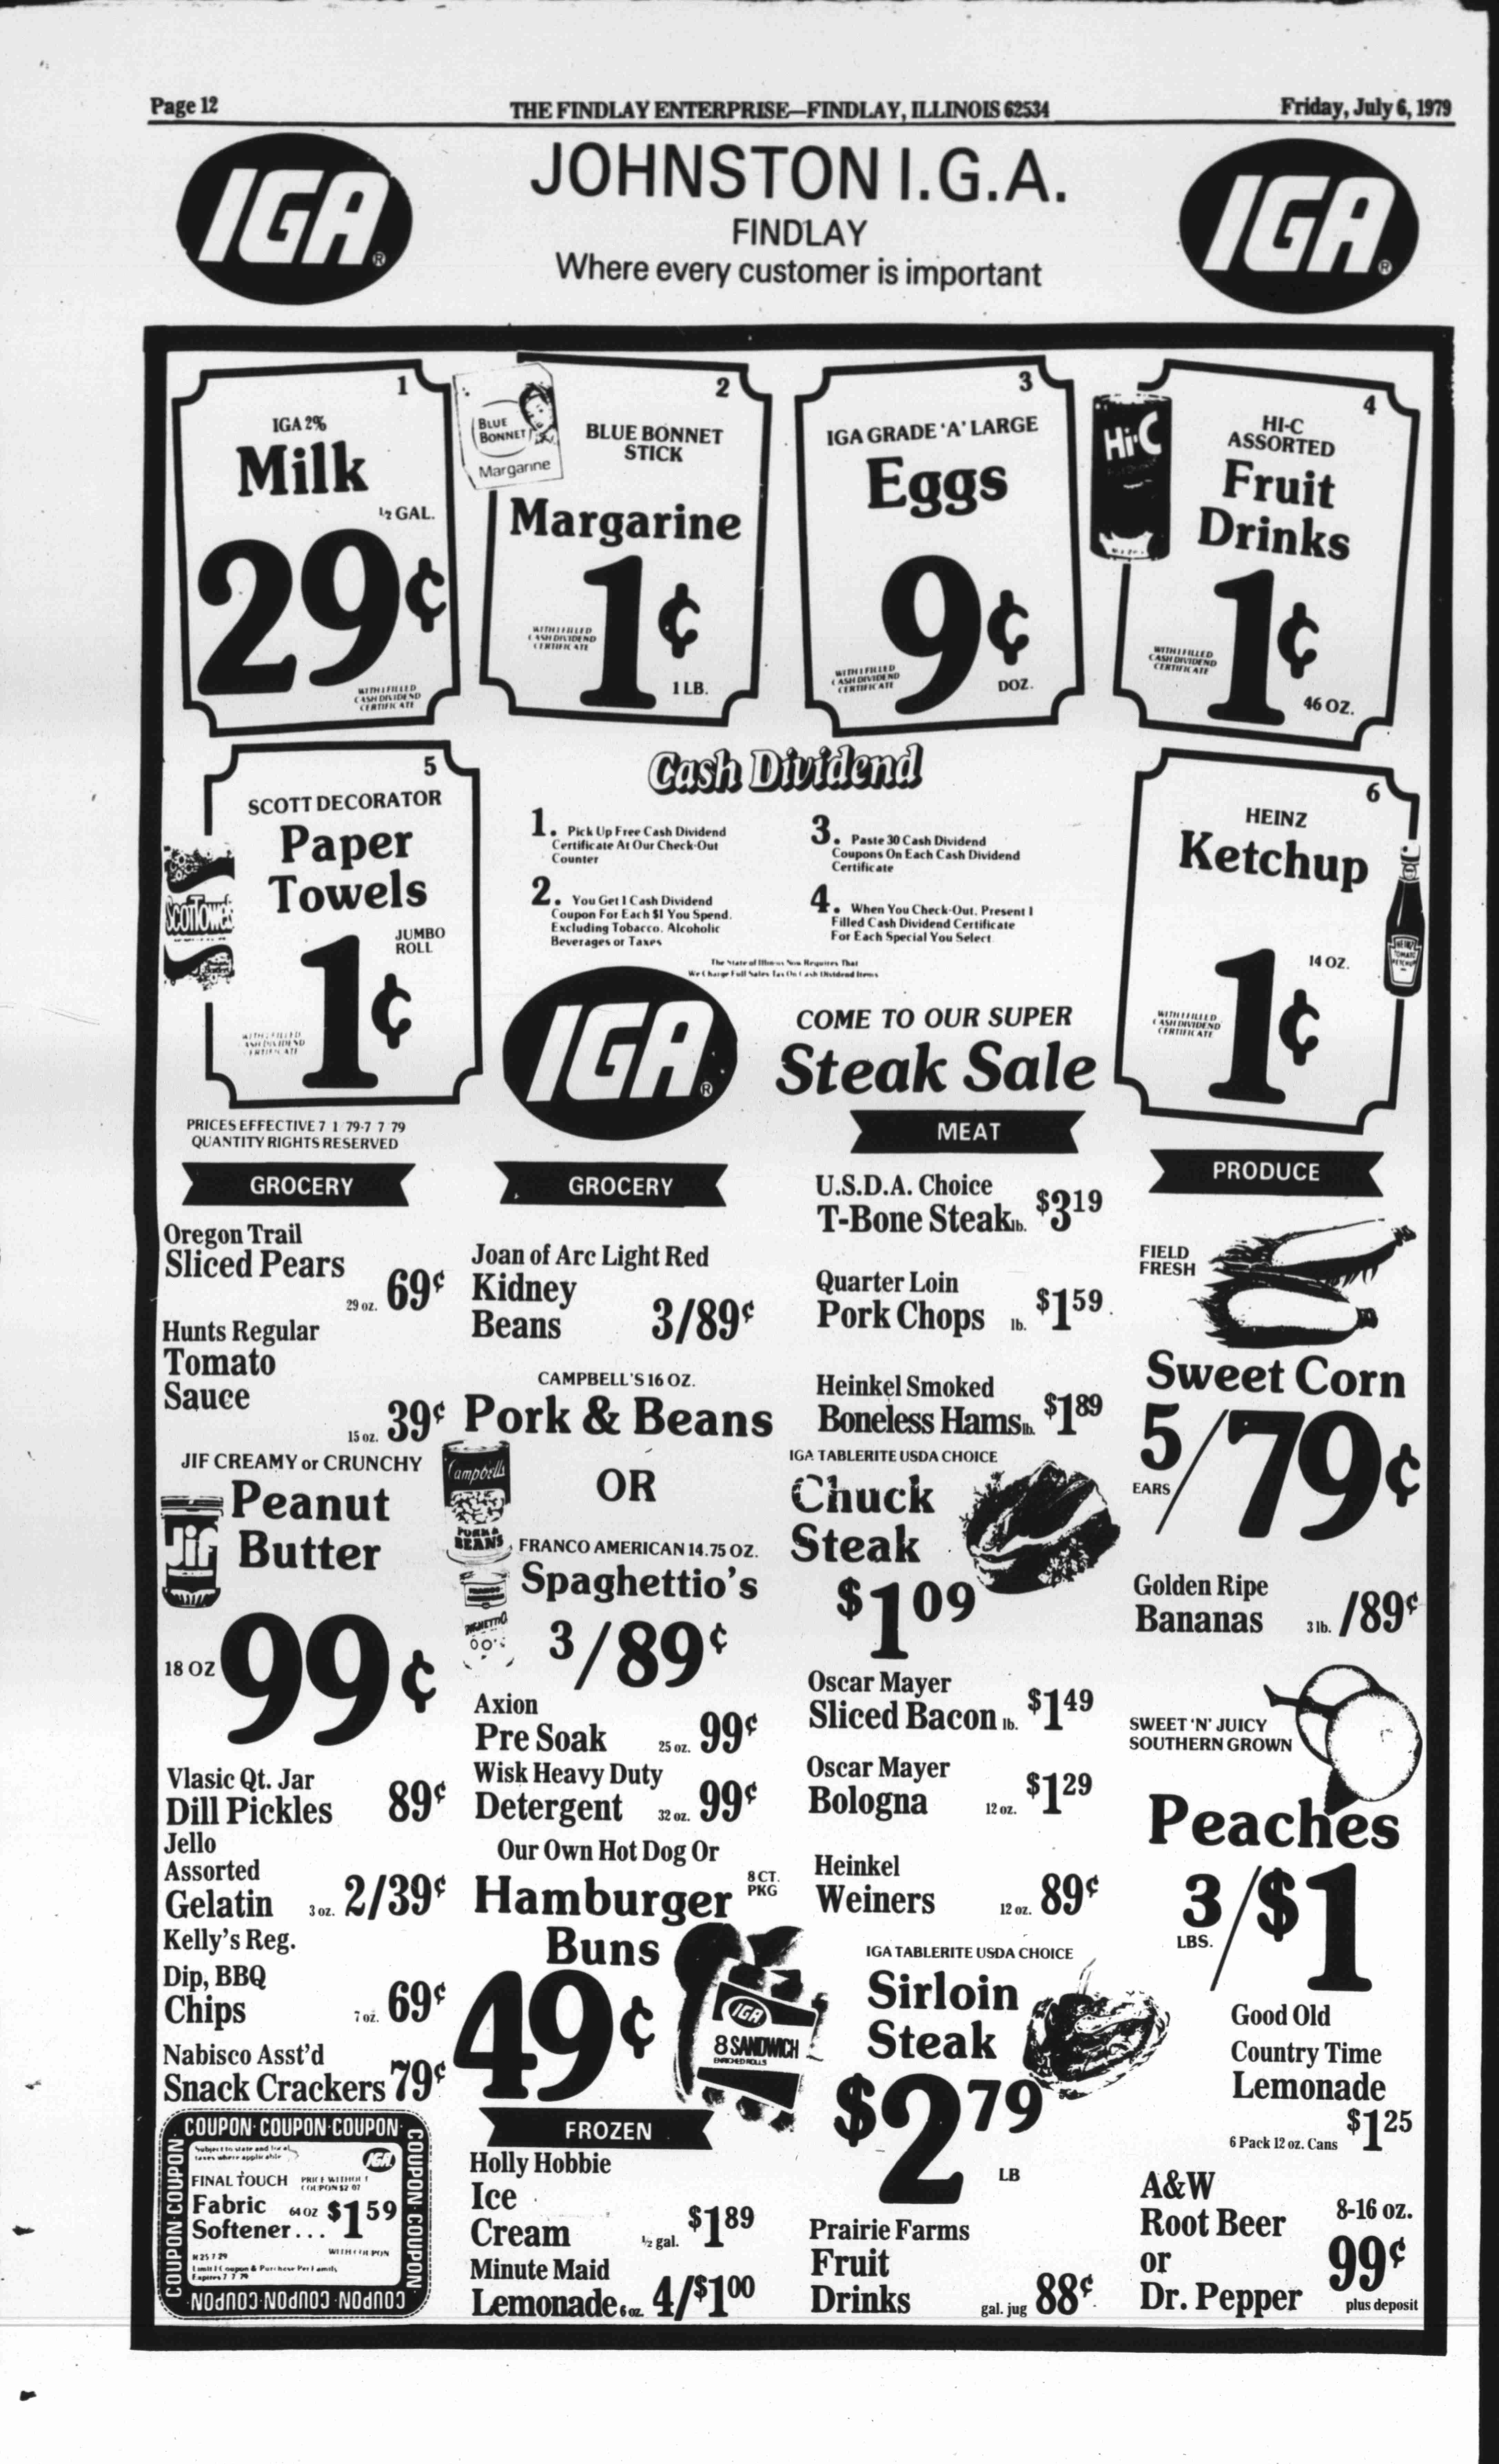 Page 12
THE FINDLAY ENTERPRISE—FINDLAY, ILLINOIS 62534
Friday, July 6, 1979
IGA®
JOHNSTON I.G.A.
FINDLAY
Where every customer is important
IGA®
1
IGA 2%
Milk
½ GAL.
29¢
WITH 1 FILLED
CASH DIVIDEND
CERTIFICATE
2
BLUE
BONNET
Margarine
BLUE BONNET
STICK
Margarine
1¢
WITH 1 FILLED
CASH DIVIDEND
CERTIFICATE
1 LB.
3
IGA GRADE 'A' LARGE
Eggs
9¢
WITH 1 FILLED
CASH DIVIDEND
CERTIFICATE
DOZ.
4
Hi-C
HI-C
ASSORTED
Fruit
Drinks
1¢
WITH 1 FILLED
CASH DIVIDEND
CERTIFICATE
46 OZ.
5
SCOTT DECORATOR
Paper
Towels
ScotTowels
JUMBO
ROLL
1¢
WITH 1 FILLED
CASH DIVIDEND
CERTIFICATE
Cash Dividend
1. Pick Up Free Cash Dividend
Certificate At Our Check-Out
Counter
2. You Get 1 Cash Dividend
Coupon For Each $1 You Spend.
Excluding Tobacco. Alcoholic
Beverages or Taxes
3. Paste 30 Cash Dividend
Coupons On Each Cash Dividend
Certificate
4. When You Check-Out. Present 1
Filled Cash Dividend Certificate
For Each Special You Select
The State of Illinois Now Requires That
We Charge Full Sales Tax On Cash Dividend Items
6
HEINZ
Ketchup
14 OZ.
HEINZ
TOMATO
KETCHUP
1¢
WITH 1 FILLED
CASH DIVIDEND
CERTIFICATE
IGA®
COME TO OUR SUPER
Steak Sale
PRICES EFFECTIVE 7 1 79-7 7 79
QUANTITY RIGHTS RESERVED
GROCERY
Oregon Trail
Sliced Pears
29 oz. 69¢
Hunts Regular
Tomato
Sauce
15 oz. 39¢
JIF CREAMY or CRUNCHY
Jif
Peanut
Butter
18 OZ 99¢
Vlasic Qt. Jar
Dill Pickles 89¢
Jello
Assorted
Gelatin 3 oz. 2/39¢
Kelly's Reg.
Dip, BBQ
Chips 7 oz. 69¢
Nabisco Asst'd
Snack Crackers 79¢
COUPON·COUPON·COUPON
COUPON·COUPON
COUPON·COUPON
Subject to state and local
taxes where applicable
IGA
FINAL TOUCH
PRICE WITHOUT
COUPON $2 07
Fabric 64 OZ $1 59
Softener...
WITH COUPON
N 25 7 29
Limit 1 Coupon & Purchase Per Family
Expires 7 7 79
COUPON·COUPON·COUPON
GROCERY
Joan of Arc Light Red
Kidney
Beans 3/89¢
CAMPBELL'S 16 OZ.
Pork & Beans
Campbell's
PORK &
BEANS
OR
FRANCO AMERICAN 14.75 OZ.
Spaghettio's
3/89¢
Axion
Pre Soak 25 oz. 99¢
Wisk Heavy Duty
Detergent 32 oz. 99¢
Our Own Hot Dog Or
Hamburger 8 CT.
PKG
Buns
49¢
IGA
8 SANDWICH
ENRICHED ROLLS
FROZEN
Holly Hobbie
Ice
Cream ½ gal. $1 89
Minute Maid
Lemonade 6 oz. 4/$1 00
MEAT
U.S.D.A. Choice
T-Bone Steak lb. $3 19
Quarter Loin
Pork Chops lb. $1 59
Heinkel Smoked
Boneless Hams lb. $1 89
IGA TABLERITE USDA CHOICE
Chuck
Steak
$1 09
Oscar Mayer
Sliced Bacon lb. $1 49
Oscar Mayer
Bologna 12 oz. $1 29
Heinkel
Weiners 12 oz. 89¢
IGA TABLERITE USDA CHOICE
Sirloin
Steak
$2 79
LB
Prairie Farms
Fruit
Drinks gal. jug 88¢
PRODUCE
FIELD
FRESH
Sweet Corn
5/79¢
EARS
Golden Ripe
Bananas 3 lb. /89¢
SWEET 'N' JUICY
SOUTHERN GROWN
Peaches
3/$1
LBS.
Good Old
Country Time
Lemonade
6 Pack 12 oz. Cans $1 25
A&W
Root Beer 8-16 oz.
or 99¢
Dr. Pepper plus deposit